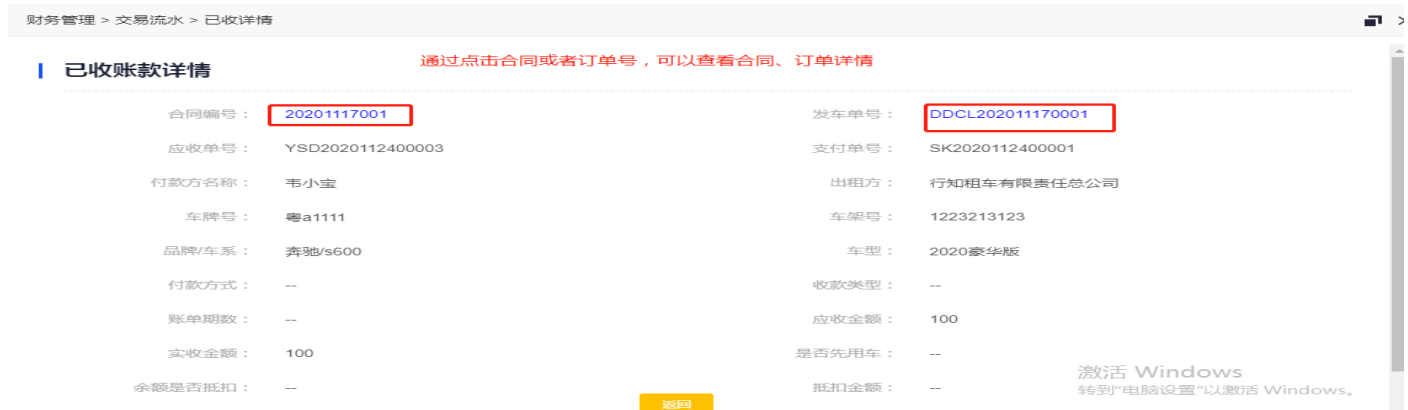 财务管理 > 交易流水 > 已收详情
已收账款详情
通过点击合同或者订单号，可以查看合同、订单详情
合同编号： 20201117001 发车单号： DDCL202011170001
应收单号： YSD2020112400003 支付单号： SK2020112400001
付款方名称： 韦小宝 出租方： 行知租车有限责任总公司
车牌号： 粤a1111 车架号： 1223213123
品牌/车系： 奔驰/s600 车型： 2020豪华版
付款方式： -- 收款类型： --
账单期数： -- 应收金额： 100
实收金额： 100 是否先用车： --
激活 Windows
余额是否抵扣： -- 抵扣金额： --
转到"电脑设置"以激活 Windows。
返回